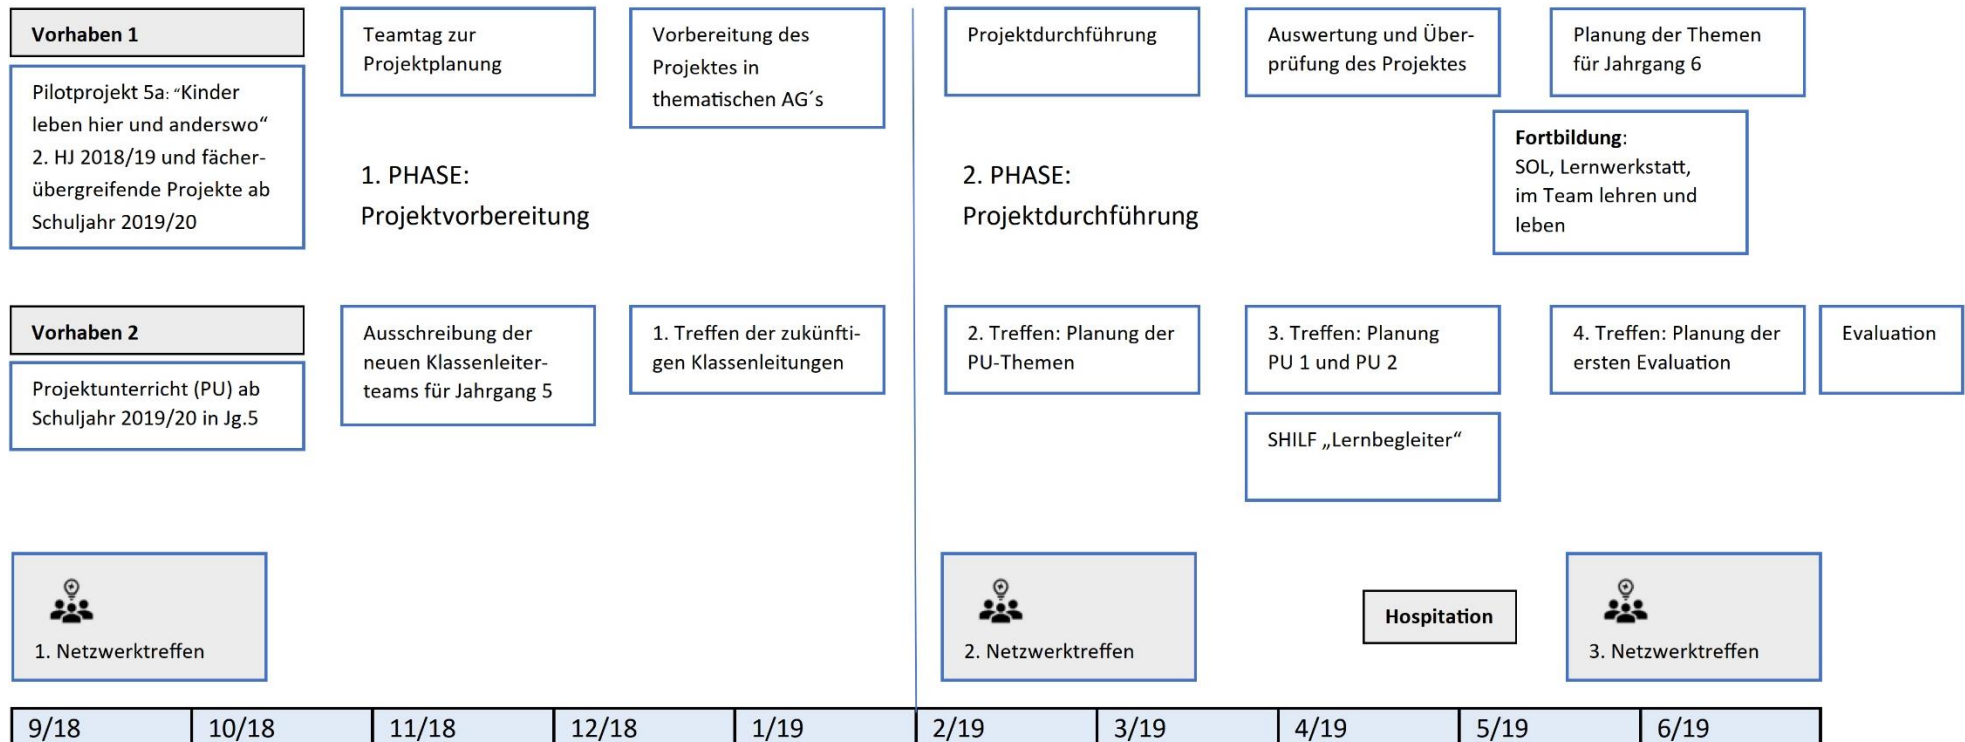 Vorhaben 1
Pilotprojekt 5a: “Kinder
leben hier und anderswo“
2. HJ 2018/19 und fächer-
übergreifende Projekte ab
Schuljahr 2019/20
Teamtag zur
Projektplanung
Vorbereitung des
Projektes in
thematischen AG´s
1. PHASE:
Projektvorbereitung
Projektdurchführung
Auswertung und Über-
prüfung des Projektes
Planung der Themen
für Jahrgang 6
2. PHASE:
Projektdurchführung
Fortbildung:
SOL, Lernwerkstatt,
im Team lehren und
leben
Vorhaben 2
Projektunterricht (PU) ab
Schuljahr 2019/20 in Jg.5
Ausschreibung der
neuen Klassenleiter-
teams für Jahrgang 5
1. Treffen der zukünfti-
gen Klassenleitungen
2. Treffen: Planung der
PU-Themen
3. Treffen: Planung
PU 1 und PU 2
4. Treffen: Planung der
ersten Evaluation
Evaluation
SHILF „Lernbegleiter“
1. Netzwerktreffen
2. Netzwerktreffen
Hospitation
3. Netzwerktreffen
9/18 10/18 11/18 12/18 1/19 2/19 3/19 4/19 5/19 6/19